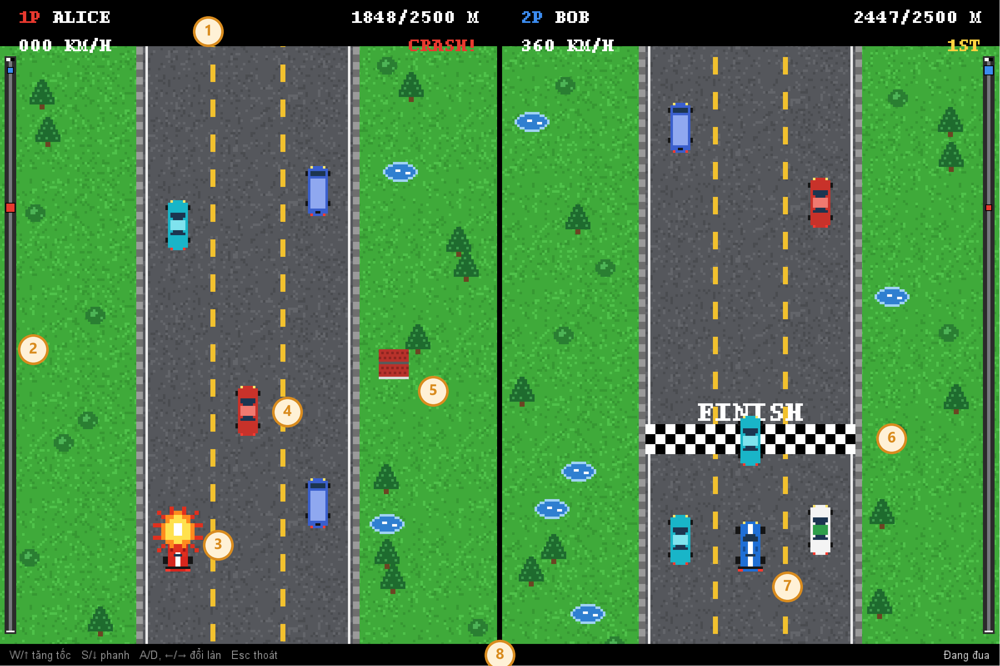 1P ALICE
1848/2500 M
000 KM/H
CRASH!
2P BOB
2447/2500 M
360 KM/H
1ST
1
2
3
4
5
FINISH
6
7
8
W/↑ tăng tốc S/↓ phanh A/D, ←/→ đổi làn Esc thoát
Đang đua